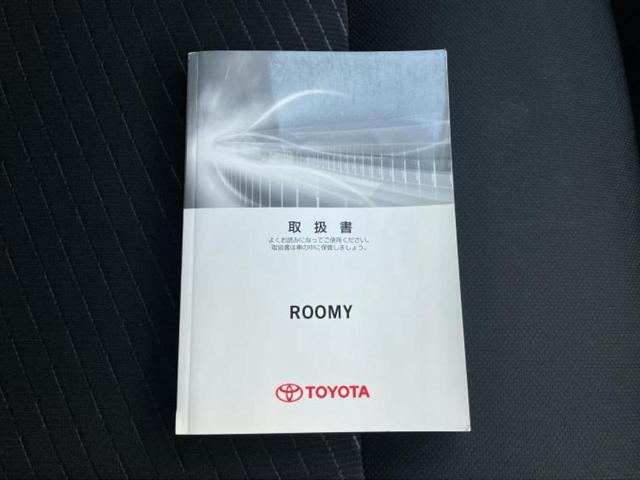 取扱書
よくお読みになってご使用ください。
取扱書は車の中に保管しましょう。
ROOMY
TOYOTA